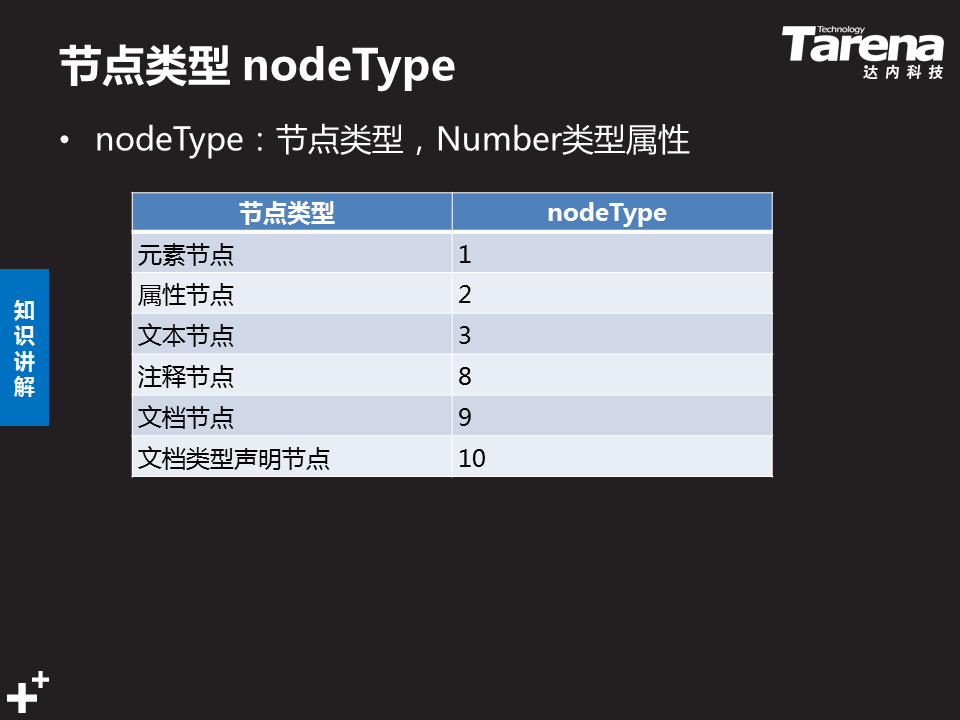 节点类型 nodeType
Technology
Tarena
达内科技
• nodeType：节点类型，Number类型属性
节点类型 nodeType
元素节点 1
属性节点 2
文本节点 3
注释节点 8
文档节点 9
文档类型声明节点 10
知
识
讲
解